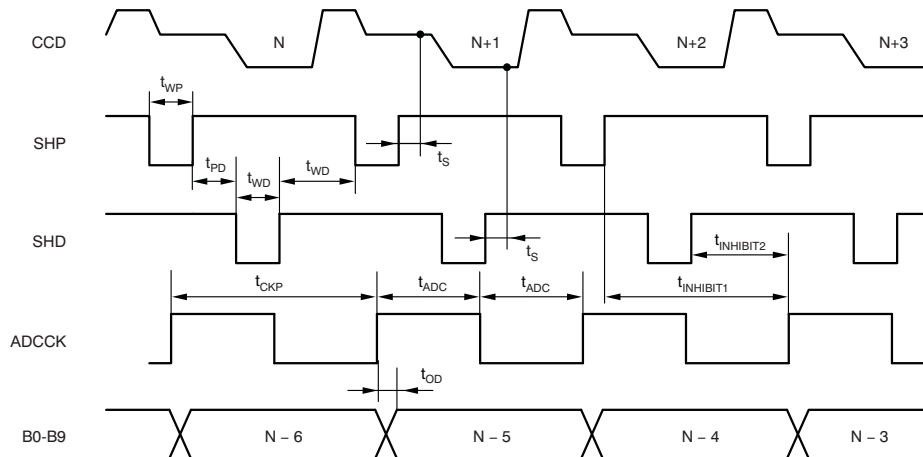 CCD N N+1 N+2 N+3
tWP
SHP
tS
tPD tWD tWD
SHD
tS
tINHIBIT2
tCKP tADC tADC tINHIBIT1
ADCCK
tOD
B0-B9 N – 6 N – 5 N – 4 N – 3